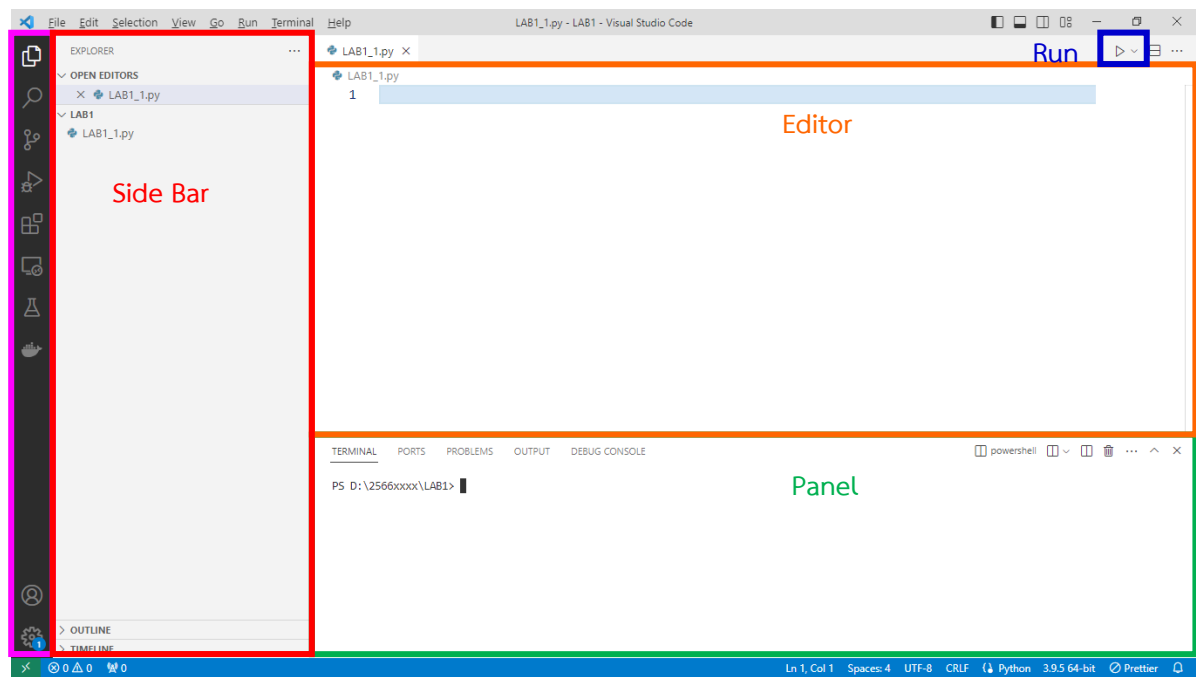 File Edit Selection View Go Run Terminal Help LAB1_1.py - LAB1 - Visual Studio Code
EXPLORER ...
LAB1_1.py
Run
OPEN EDITORS
LAB1_1.py
LAB1_1.py
1
LAB1
LAB1_1.py
Editor
Side Bar
TERMINAL PORTS PROBLEMS OUTPUT DEBUG CONSOLE powershell
PS D:\2566xxxx\LAB1>
Panel
OUTLINE
1
TIMELINE
0 0 0 Ln 1, Col 1 Spaces: 4 UTF-8 CRLF Python 3.9.5 64-bit Prettier